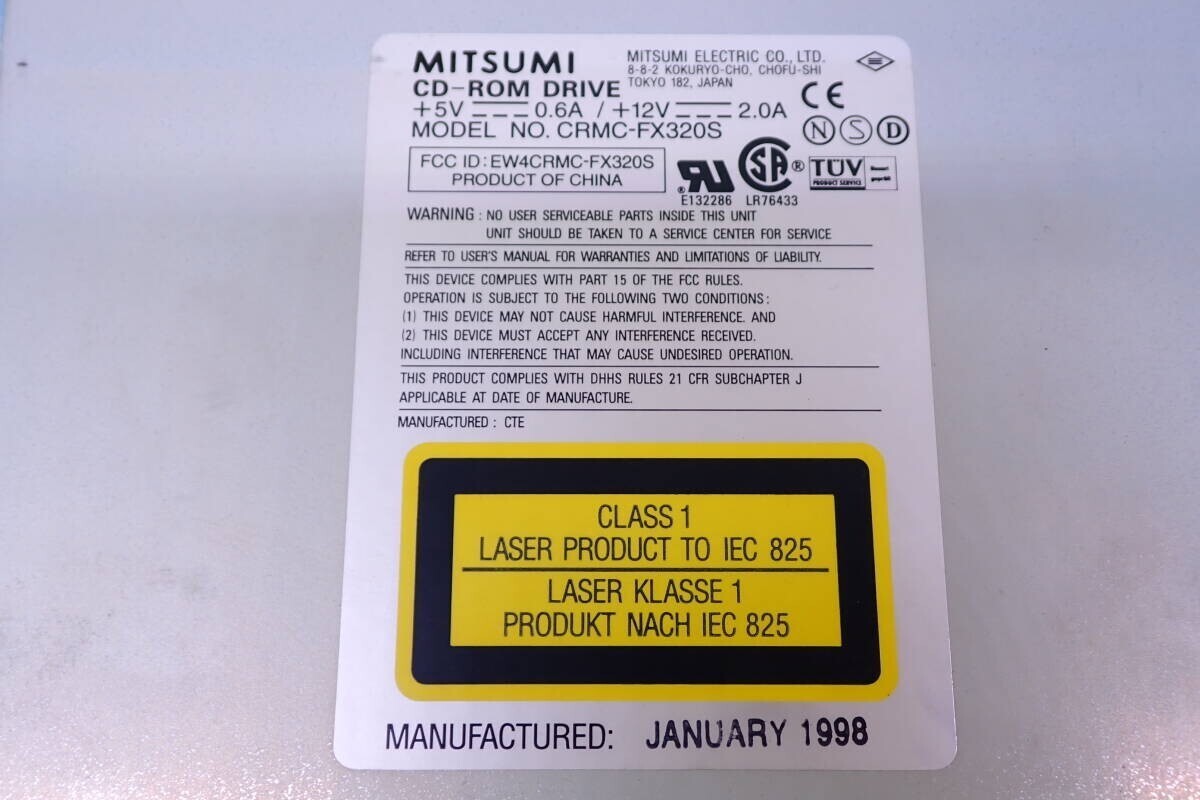 MITSUMI
CD-ROM DRIVE
MITSUMI ELECTRIC CO., LTD.
8-8-2 KOKURYO-CHO, CHOFU-SHI
TOKYO 182, JAPAN
+5V 0.6A / +12V 2.0A
MODEL NO. CRMC-FX320S
CE
N S D
FCC ID : EW4CRMC-FX320S
PRODUCT OF CHINA
E132286
SA ®
LR76433
TÜV
PRODUCT SERVICE
WARNING : NO USER SERVICEABLE PARTS INSIDE THIS UNIT
UNIT SHOULD BE TAKEN TO A SERVICE CENTER FOR SERVICE
REFER TO USER'S MANUAL FOR WARRANTIES AND LIMITATIONS OF LIABILITY.
THIS DEVICE COMPLIES WITH PART 15 OF THE FCC RULES.
OPERATION IS SUBJECT TO THE FOLLOWING TWO CONDITIONS :
(1) THIS DEVICE MAY NOT CAUSE HARMFUL INTERFERENCE. AND
(2) THIS DEVICE MUST ACCEPT ANY INTERFERENCE RECEIVED.
INCLUDING INTERFERENCE THAT MAY CAUSE UNDESIRED OPERATION.
THIS PRODUCT COMPLIES WITH DHHS RULES 21 CFR SUBCHAPTER J
APPLICABLE AT DATE OF MANUFACTURE.
MANUFACTURED : CTE
CLASS 1
LASER PRODUCT TO IEC 825
LASER KLASSE 1
PRODUKT NACH IEC 825
MANUFACTURED: JANUARY 1998